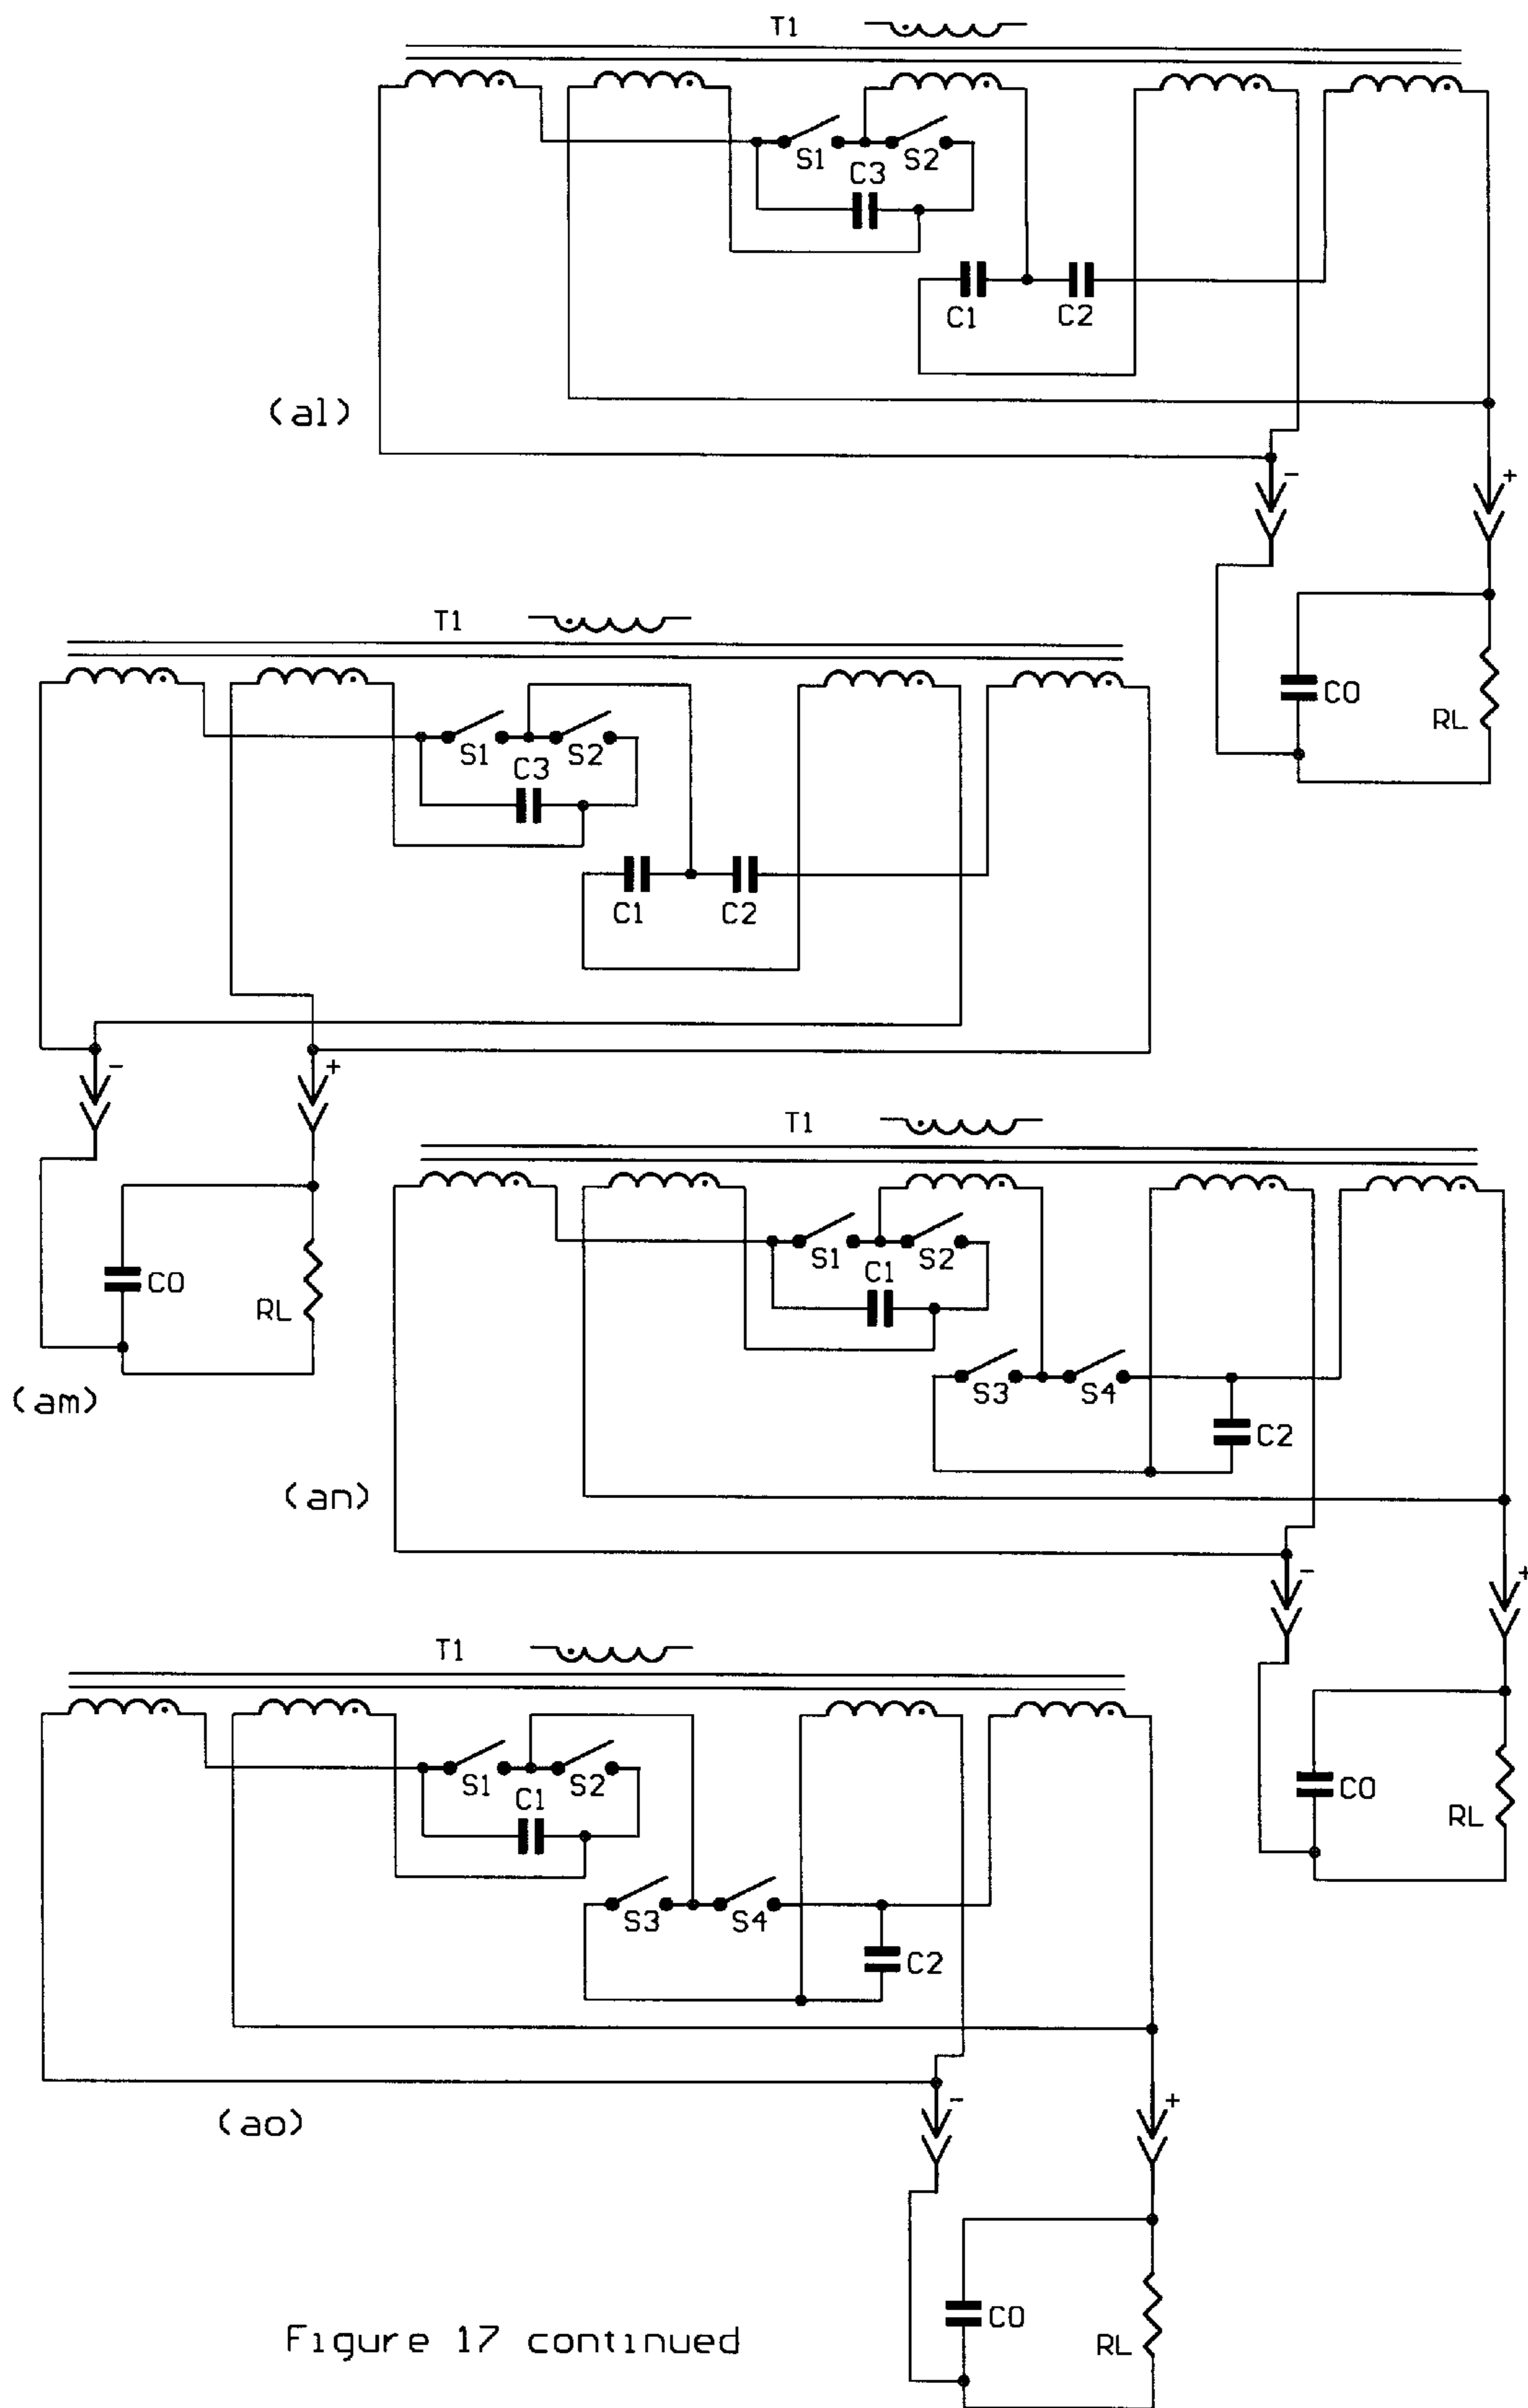 T1
S1 S2
C3
C1 C2
(al)
- +
CO RL
T1
S1 S2
C3
C1 C2
- +
CO RL
(am)
T1
S1 S2
C1
S3 S4
C2
(an)
- +
CO RL
T1
S1 S2
C1
S3 S4
C2
(ao)
- +
CO RL
Figure 17 continued